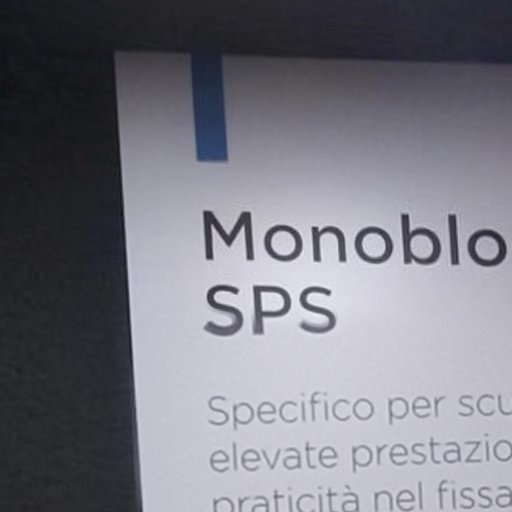 Monoblo
SPS
Specifico per scu
elevate prestazio
praticità nel fissa